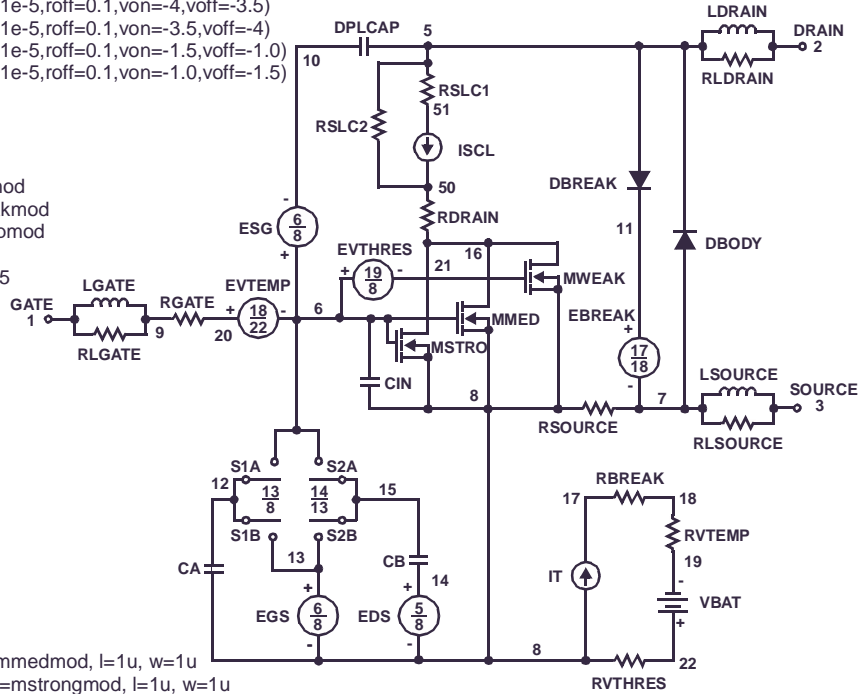 1e-5,roff=0.1,von=-4,voff=-3.5)
1e-5,roff=0.1,von=-3.5,voff=-4)
1e-5,roff=0.1,von=-1.5,voff=-1.0)
1e-5,roff=0.1,von=-1.0,voff=-1.5)
LDRAIN
DPLCAP
5
DRAIN
2
10
RLDRAIN
RSLC1
51
RSLC2
ISCL
50
nod
kmod
omod
DBREAK
RDRAIN
ESG
6
8
-
+
11
DBODY
EVTHRES
16
21
+
19
8
-
MWEAK
5
LGATE
GATE
1
EVTEMP
RGATE
+
18
22
-
6
EBREAK
+
MMED
9
20
RLGATE
MSTRO
17
18
-
LSOURCE
CIN
8
7
SOURCE
3
RSOURCE
RLSOURCE
S1A
S2A
12
13
8
14
13
15
S1B
S2B
RBREAK
17
18
RVTEMP
13
CB
19
CA
14
IT
-
VBAT
+
+
+
EGS
6
8
EDS
5
8
-
-
8
22
RVTHRES
mmedmod, l=1u, w=1u
=mstrongmod, l=1u, w=1u